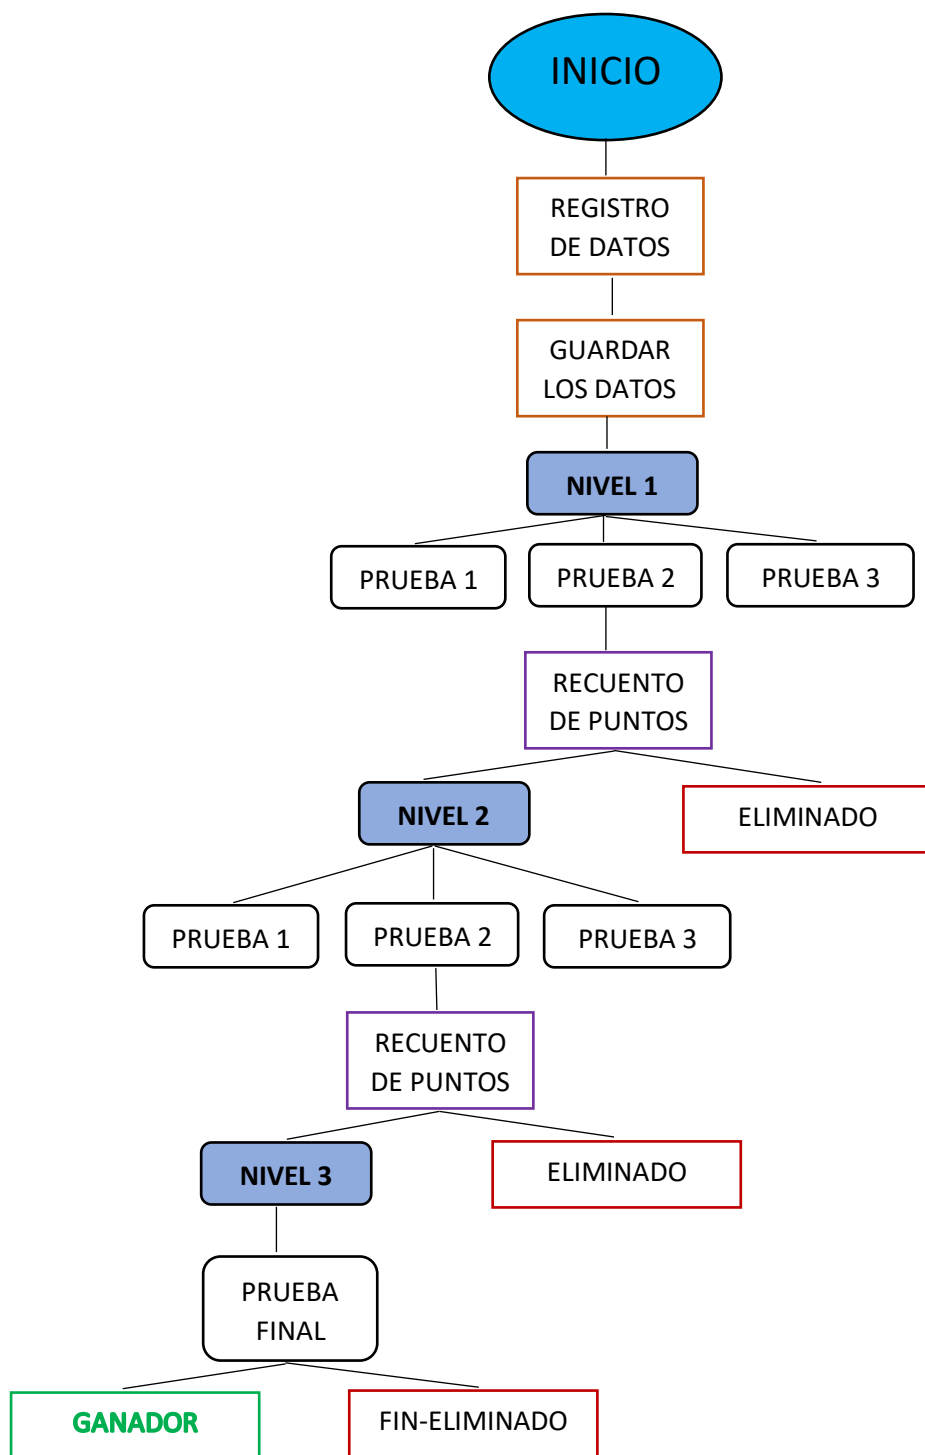 INICIO
REGISTRO
DE DATOS
GUARDAR
LOS DATOS
NIVEL 1
PRUEBA 1
PRUEBA 2
PRUEBA 3
RECUENTO
DE PUNTOS
NIVEL 2
ELIMINADO
PRUEBA 1
PRUEBA 2
PRUEBA 3
RECUENTO
DE PUNTOS
NIVEL 3
ELIMINADO
PRUEBA
FINAL
GANADOR
FIN-ELIMINADO